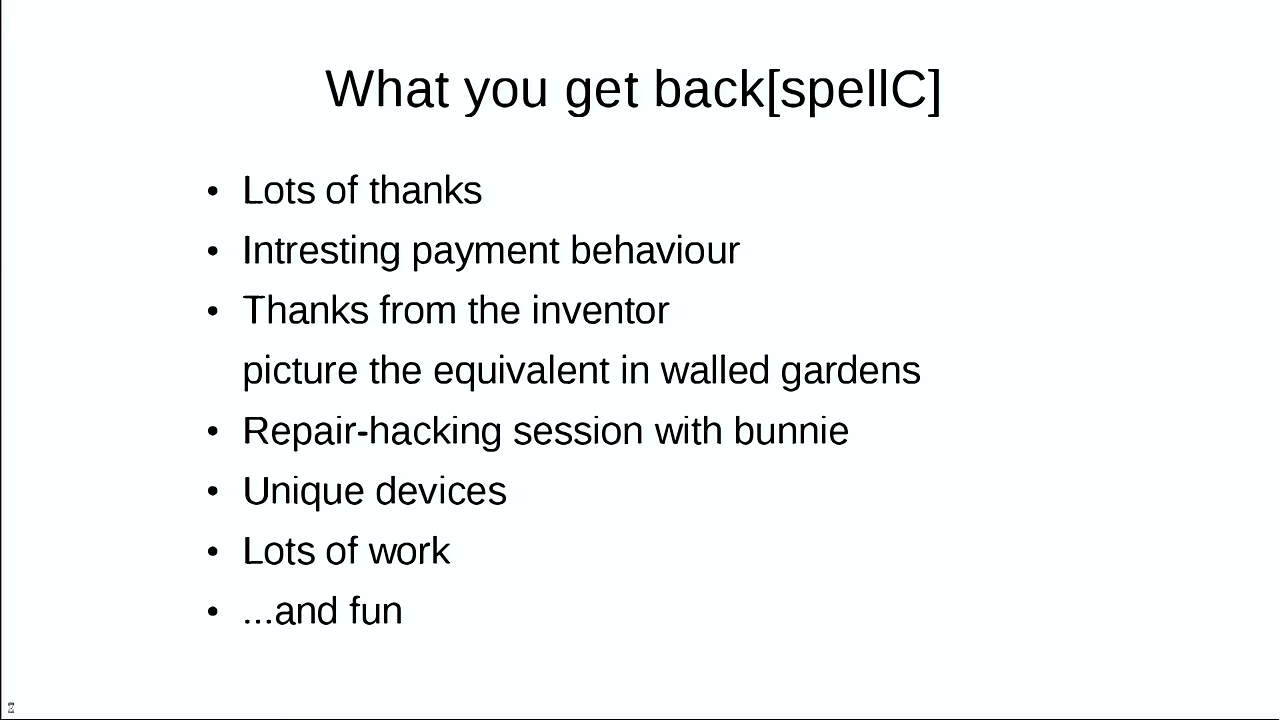 What you get back[spellC]
• Lots of thanks
• Intresting payment behaviour
• Thanks from the inventor
picture the equivalent in walled gardens
• Repair-hacking session with bunnie
• Unique devices
• Lots of work
• ...and fun